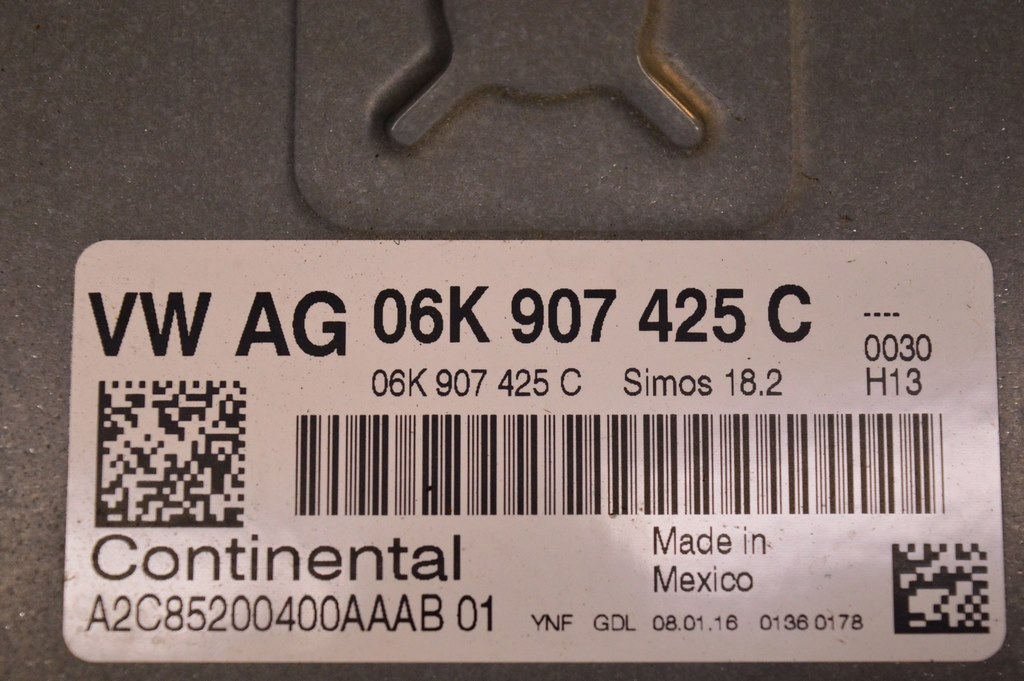 VW AG 06K 907 425 C
----
0030
06K 907 425 C Simos 18.2 H13
Continental
Made in
Mexico
A2C85200400AAAB 01
YNF GDL 08.01.16 0136 0178